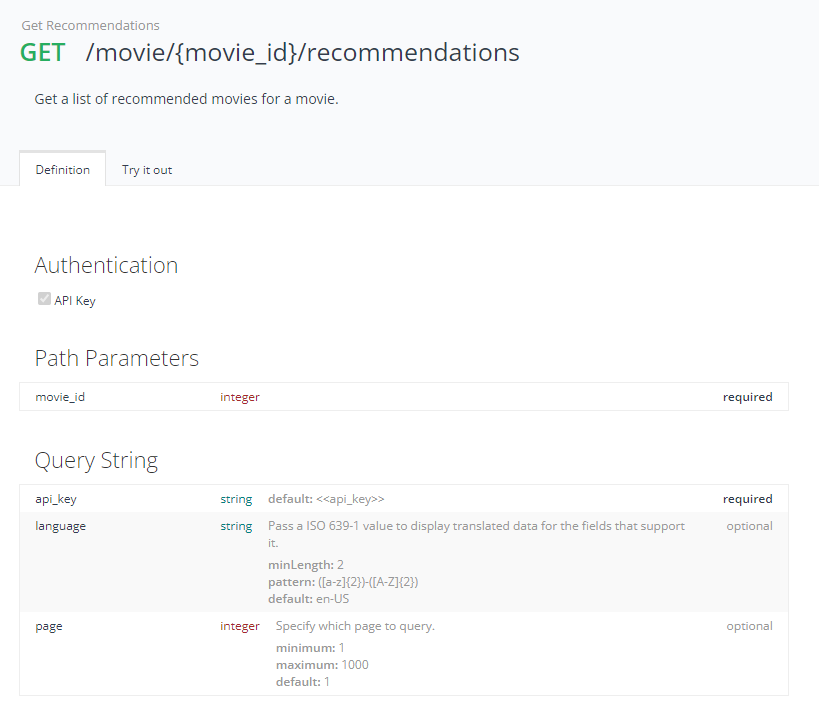 Get Recommendations
GET /movie/{movie_id}/recommendations
Get a list of recommended movies for a movie.
Definition Try it out
Authentication
API Key
Path Parameters
movie_id integer required
Query String
api_key string default: <<api_key>> required
language string Pass a ISO 639-1 value to display translated data for the fields that support optional
it.
minLength: 2
pattern: ([a-z]{2})-([A-Z]{2})
default: en-US
page integer Specify which page to query. optional
minimum: 1
maximum: 1000
default: 1